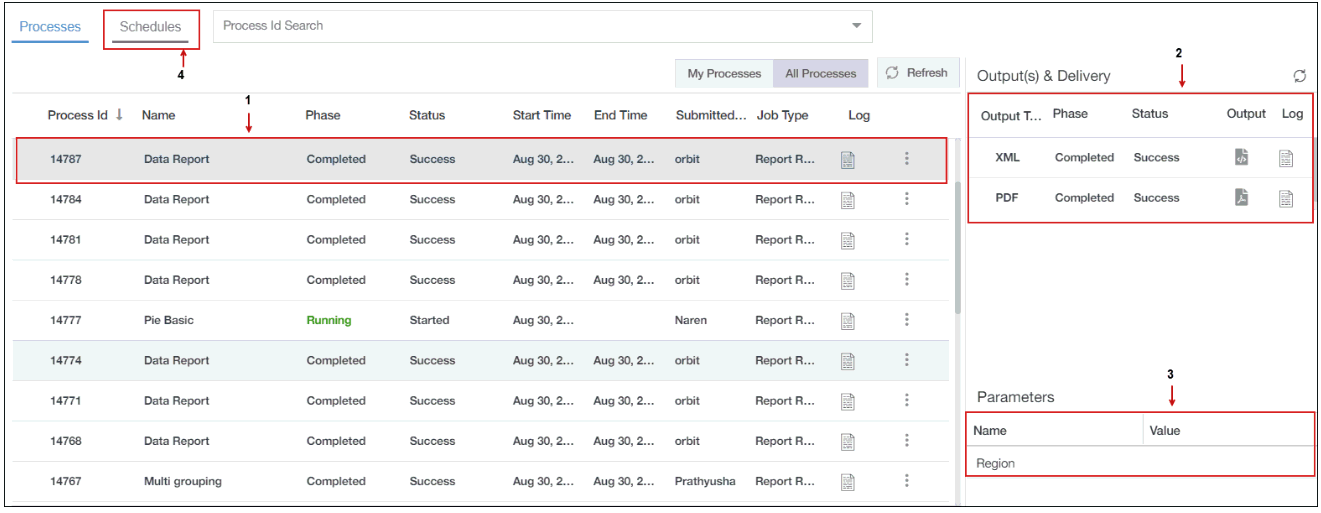 Processes Schedules Process Id Search
4
2
My Processes All Processes Refresh Output(s) & Delivery
1
Process Id Name Phase Status Start Time End Time Submitted... Job Type Log
Output T... Phase Status Output Log
14787 Data Report Completed Success Aug 30, 2... Aug 30, 2... orbit Report R...
XML Completed Success
14784 Data Report Completed Success Aug 30, 2... Aug 30, 2... orbit Report R...
PDF Completed Success
14781 Data Report Completed Success Aug 30, 2... Aug 30, 2... orbit Report R...
14778 Data Report Completed Success Aug 30, 2... Aug 30, 2... orbit Report R...
14777 Pie Basic Running Started Aug 30, 2... Naren Report R...
14774 Data Report Completed Success Aug 30, 2... Aug 30, 2... orbit Report R...
14771 Data Report Completed Success Aug 30, 2... Aug 30, 2... orbit Report R...
14768 Data Report Completed Success Aug 30, 2... Aug 30, 2... orbit Report R...
14767 Multi grouping Completed Success Aug 30, 2... Aug 30, 2... Prathyusha Report R...
3
Parameters
Name Value
Region